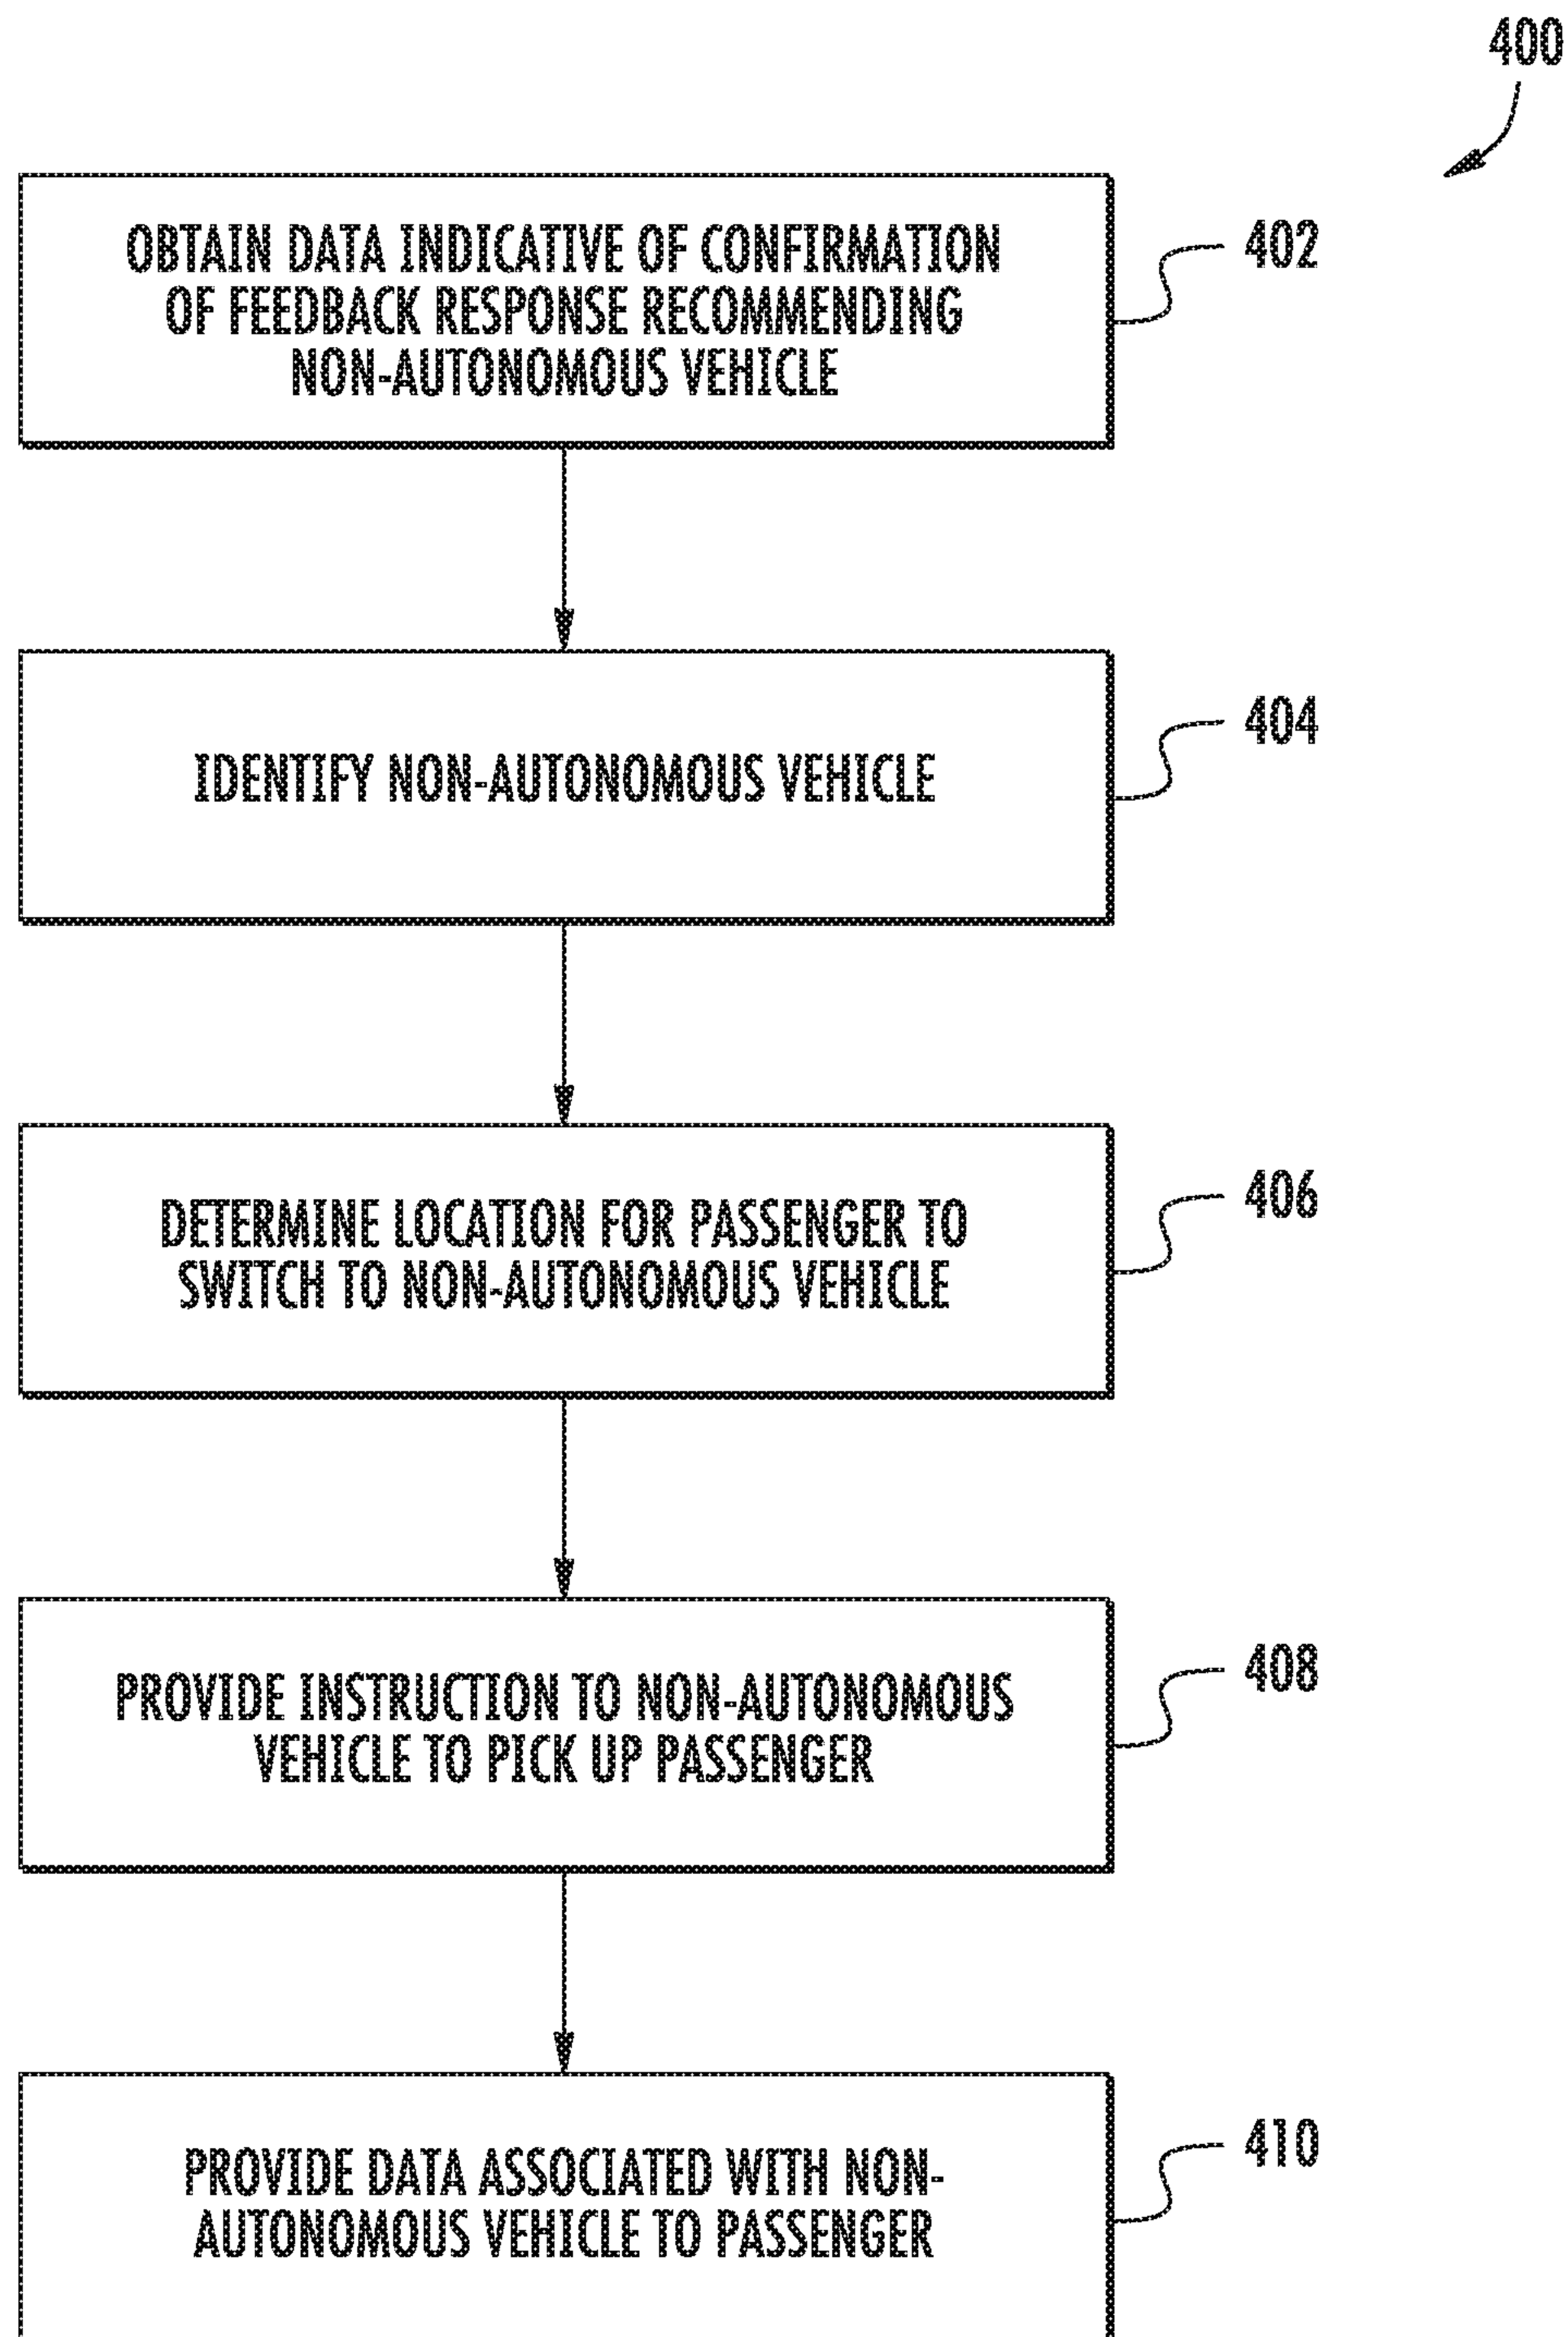 400
OBTAIN DATA INDICATIVE OF CONFIRMATION
OF FEEDBACK RESPONSE RECOMMENDING
NON-AUTONOMOUS VEHICLE
402
IDENTIFY NON-AUTONOMOUS VEHICLE
404
DETERMINE LOCATION FOR PASSENGER TO
SWITCH TO NON-AUTONOMOUS VEHICLE
406
PROVIDE INSTRUCTION TO NON-AUTONOMOUS
VEHICLE TO PICK UP PASSENGER
408
PROVIDE DATA ASSOCIATED WITH NON-
AUTONOMOUS VEHICLE TO PASSENGER
410